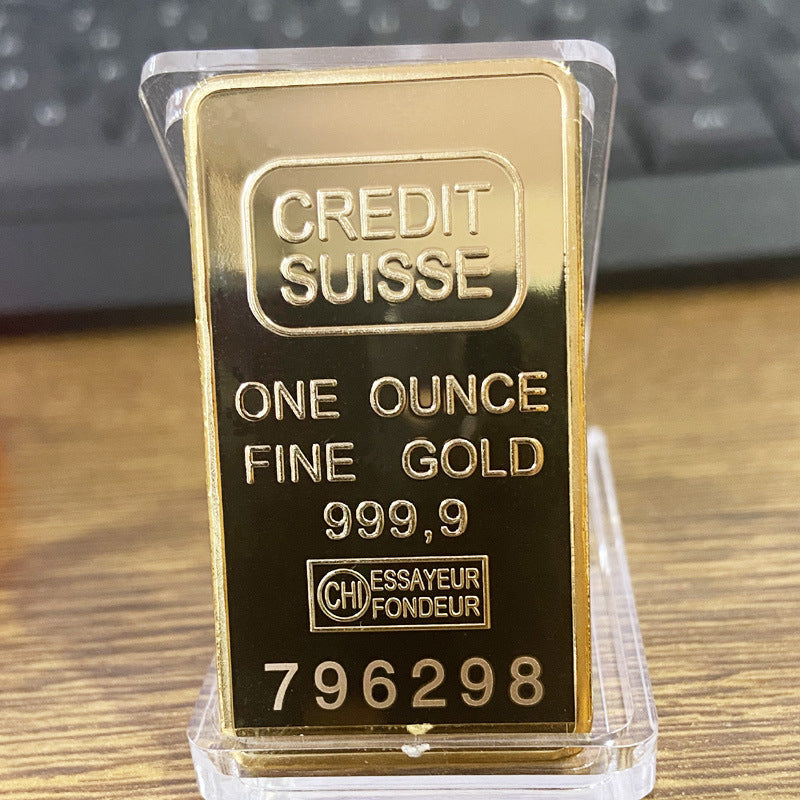 CREDIT
SUISSE
ONE OUNCE
FINE GOLD
999,9
CHI ESSAYEUR
FONDEUR
796298